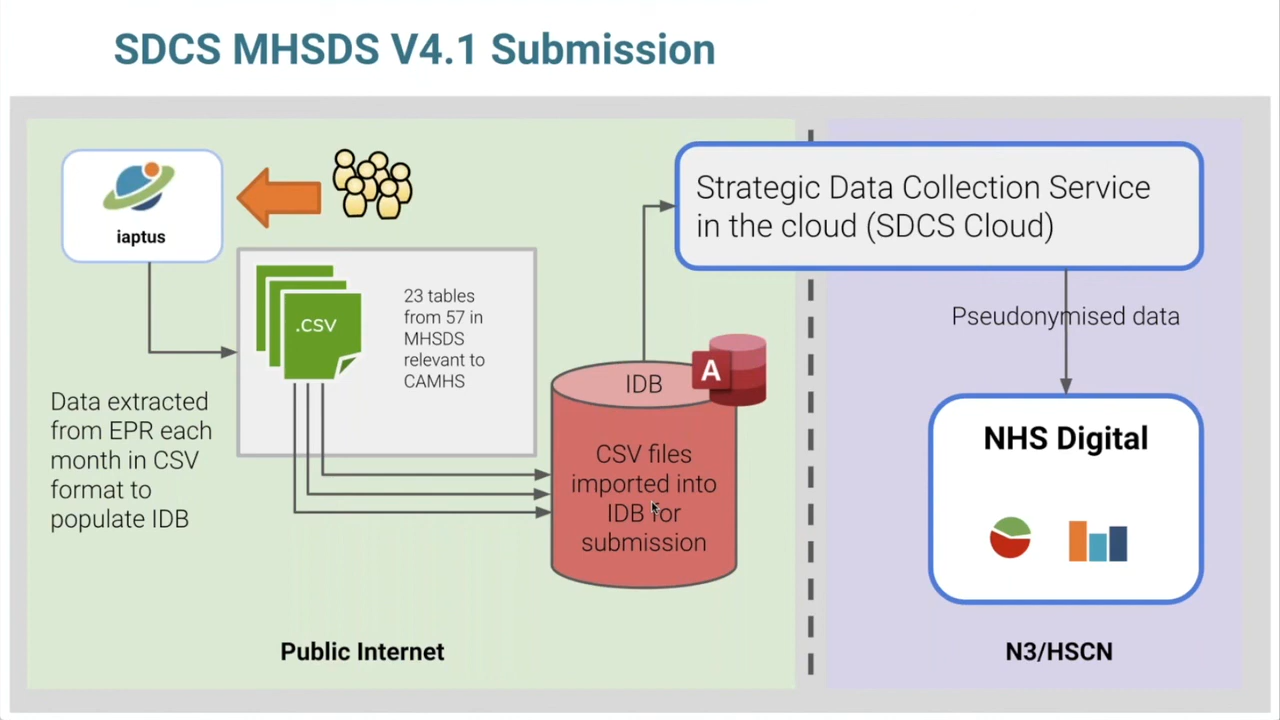 SDCS MHSDS V4.1 Submission
iaptus
Strategic Data Collection Service
in the cloud (SDCS Cloud)
.csv
23 tables
from 57 in
MHSDS
relevant to
CAMHS
Pseudonymised data
A
IDB
Data extracted
from EPR each
month in CSV
format to
populate IDB
CSV files
imported into
IDB for
submission
NHS Digital
Public Internet
N3/HSCN